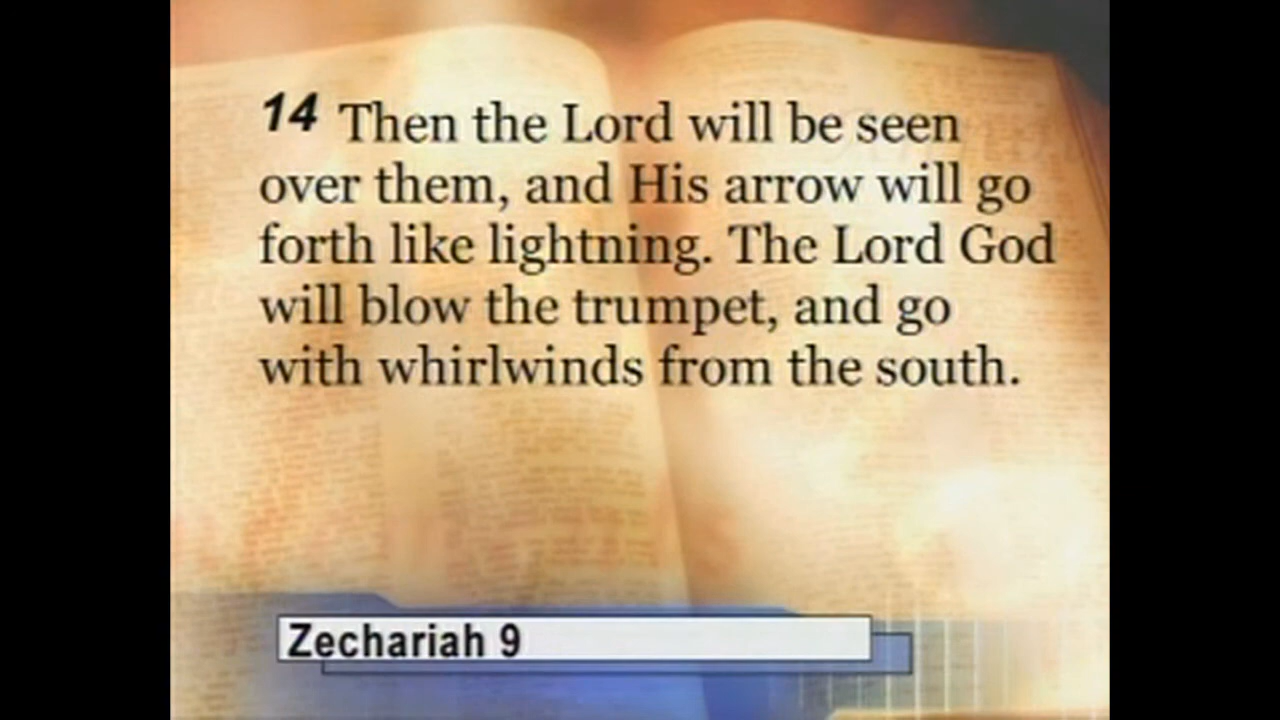 14 Then the Lord will be seen
over them, and His arrow will go
forth like lightning. The Lord God
will blow the trumpet, and go
with whirlwinds from the south.
Zechariah 9